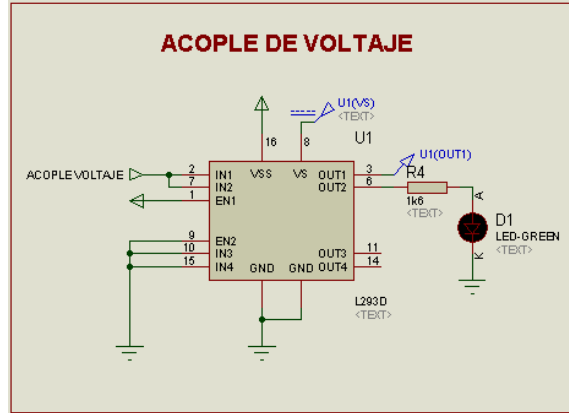 ACOPLE DE VOLTAJE
U1(VS)
<TEXT>
U1
16
8
U1(OUT1)
ACOPLEVOLTAJE
2
7
1
IN1
IN2
EN1
VSS
VS
OUT1
OUT2
3
6
R4
1k6
<TEXT>
A
D1
LED-GREEN
<TEXT>
K
9
10
15
EN2
IN3
IN4
GND
GND
OUT3
OUT4
11
14
L293D
<TEXT>